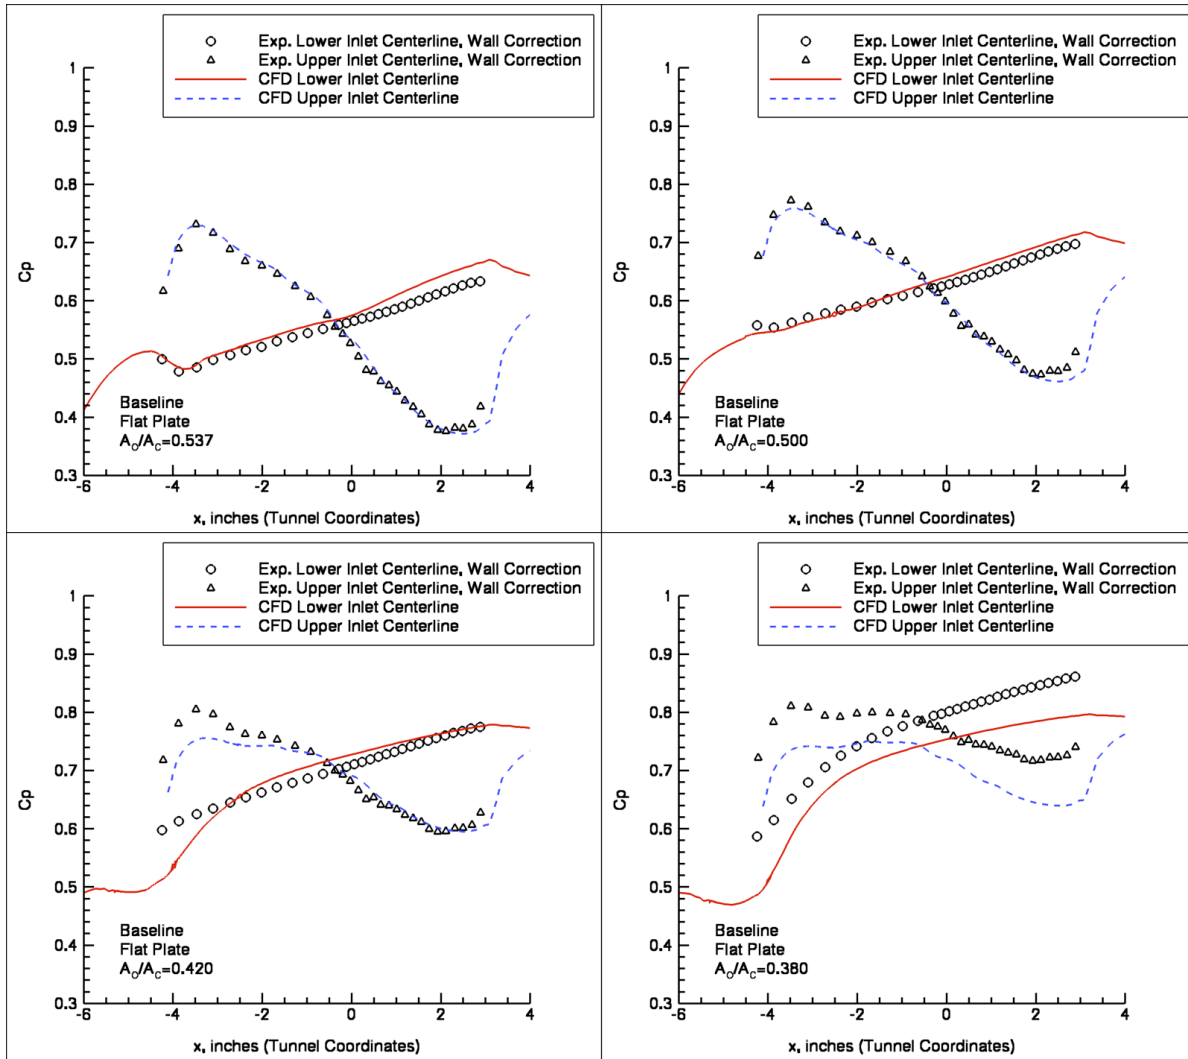 Exp. Lower Inlet Centerline, Wall Correction
Exp. Upper Inlet Centerline, Wall Correction
CFD Lower Inlet Centerline
CFD Upper Inlet Centerline
1
0.9
0.8
0.7
0.6
0.5
0.4
0.3
Cp
-6
-4
-2
0
2
4
x, inches (Tunnel Coordinates)
Baseline
Flat Plate
A_O/A_C=0.537
Exp. Lower Inlet Centerline, Wall Correction
Exp. Upper Inlet Centerline, Wall Correction
CFD Lower Inlet Centerline
CFD Upper Inlet Centerline
1
0.9
0.8
0.7
0.6
0.5
0.4
0.3
Cp
-6
-4
-2
0
2
4
x, inches (Tunnel Coordinates)
Baseline
Flat Plate
A_O/A_C=0.500
Exp. Lower Inlet Centerline, Wall Correction
Exp. Upper Inlet Centerline, Wall Correction
CFD Lower Inlet Centerline
CFD Upper Inlet Centerline
1
0.9
0.8
0.7
0.6
0.5
0.4
0.3
Cp
-6
-4
-2
0
2
4
x, inches (Tunnel Coordinates)
Baseline
Flat Plate
A_O/A_C=0.420
Exp. Lower Inlet Centerline, Wall Correction
Exp. Upper Inlet Centerline, Wall Correction
CFD Lower Inlet Centerline
CFD Upper Inlet Centerline
1
0.9
0.8
0.7
0.6
0.5
0.4
0.3
Cp
-6
-4
-2
0
2
4
x, inches (Tunnel Coordinates)
Baseline
Flat Plate
A_O/A_C=0.380